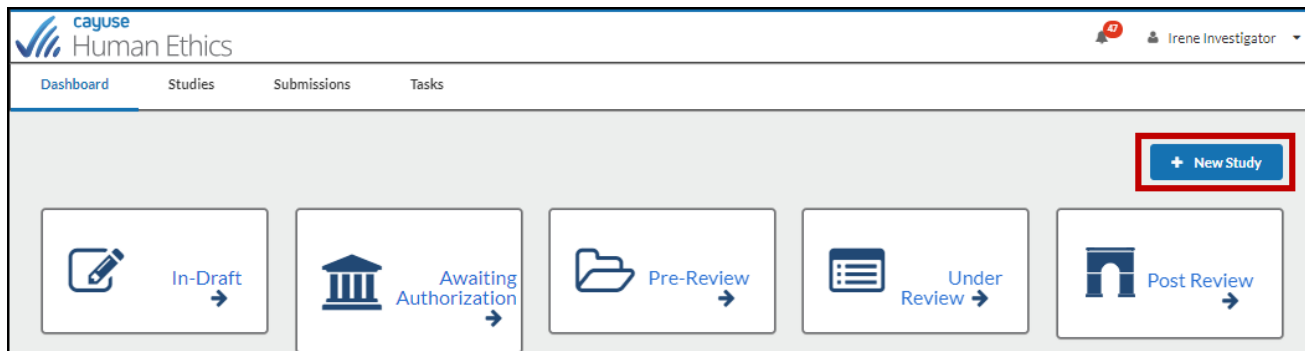 cayuse
Human Ethics
47
Irene Investigator
Dashboard Studies Submissions Tasks
+ New Study
In-Draft
Awaiting
Authorization
Pre-Review
Under
Review
Post Review